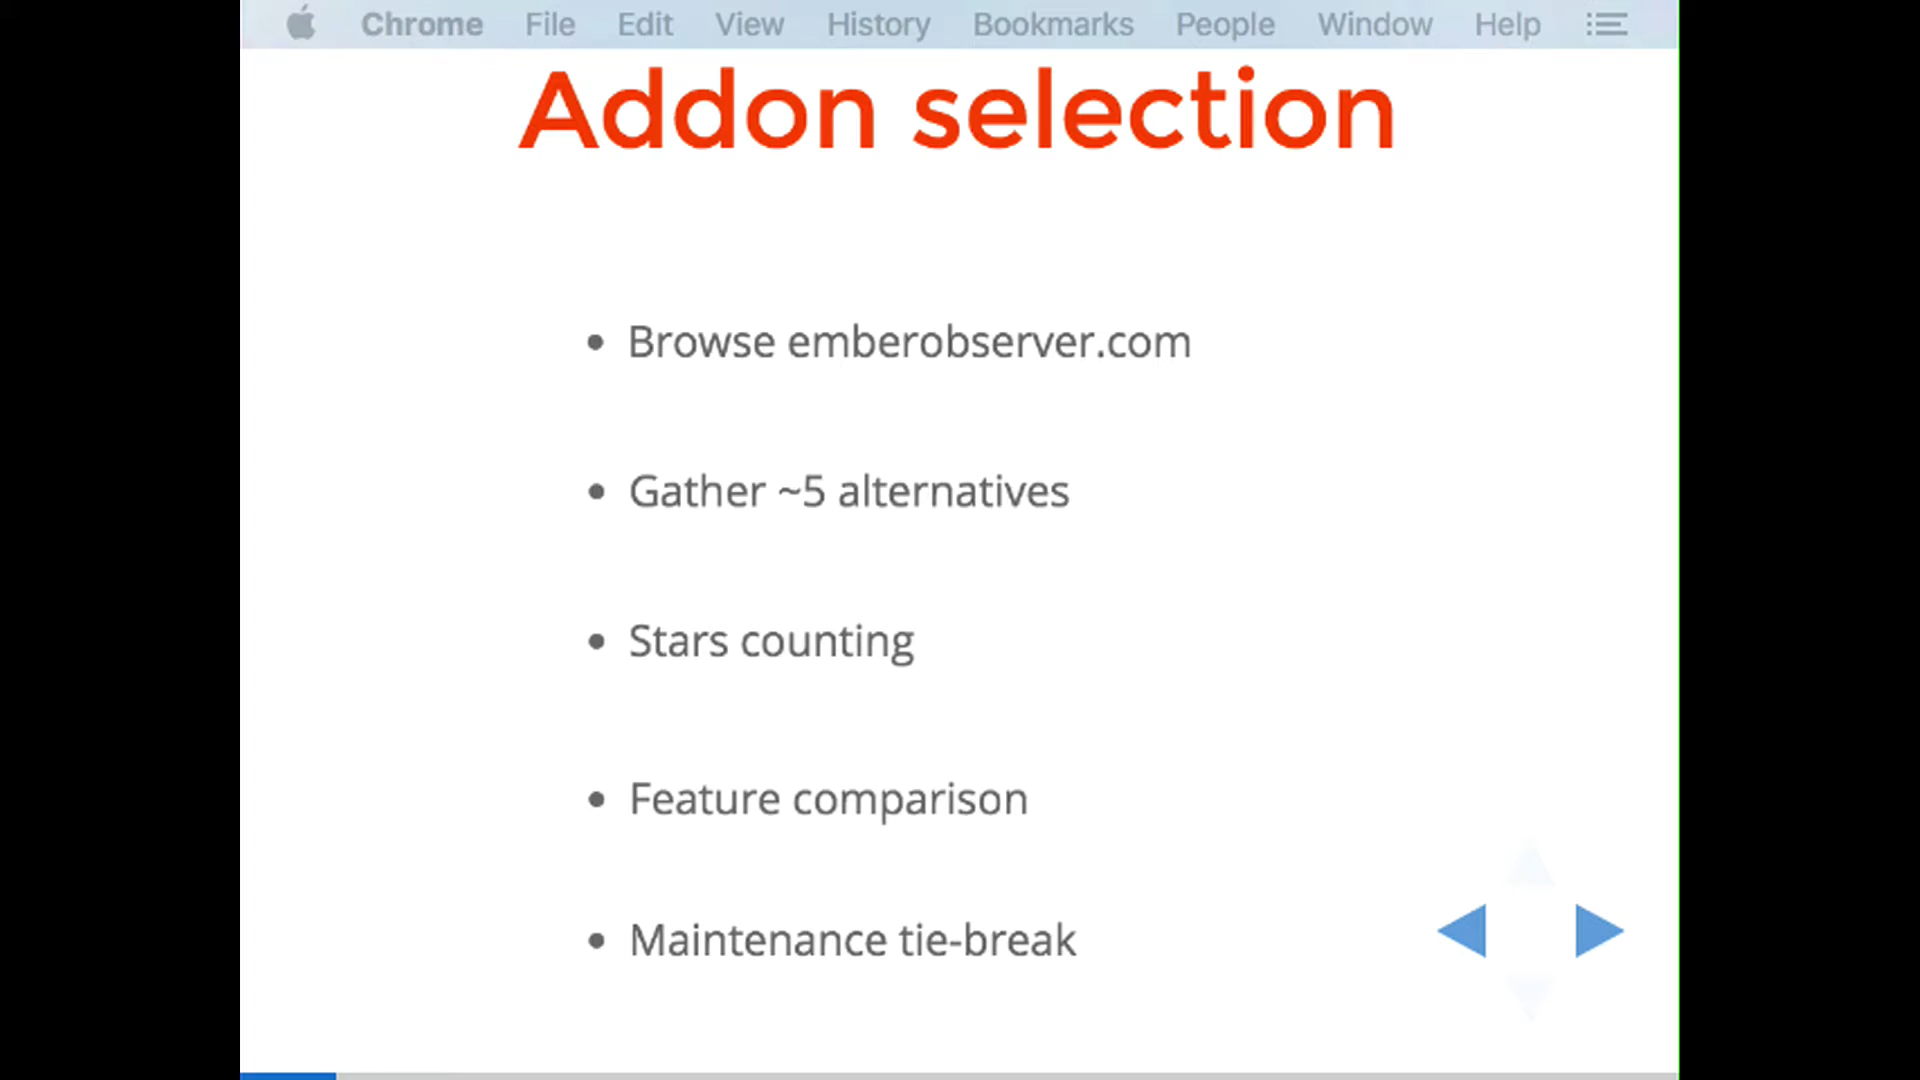 Chrome File Edit View History Bookmarks People Window Help
Addon selection
• Browse emberobserver.com
• Gather ~5 alternatives
• Stars counting
• Feature comparison
• Maintenance tie-break